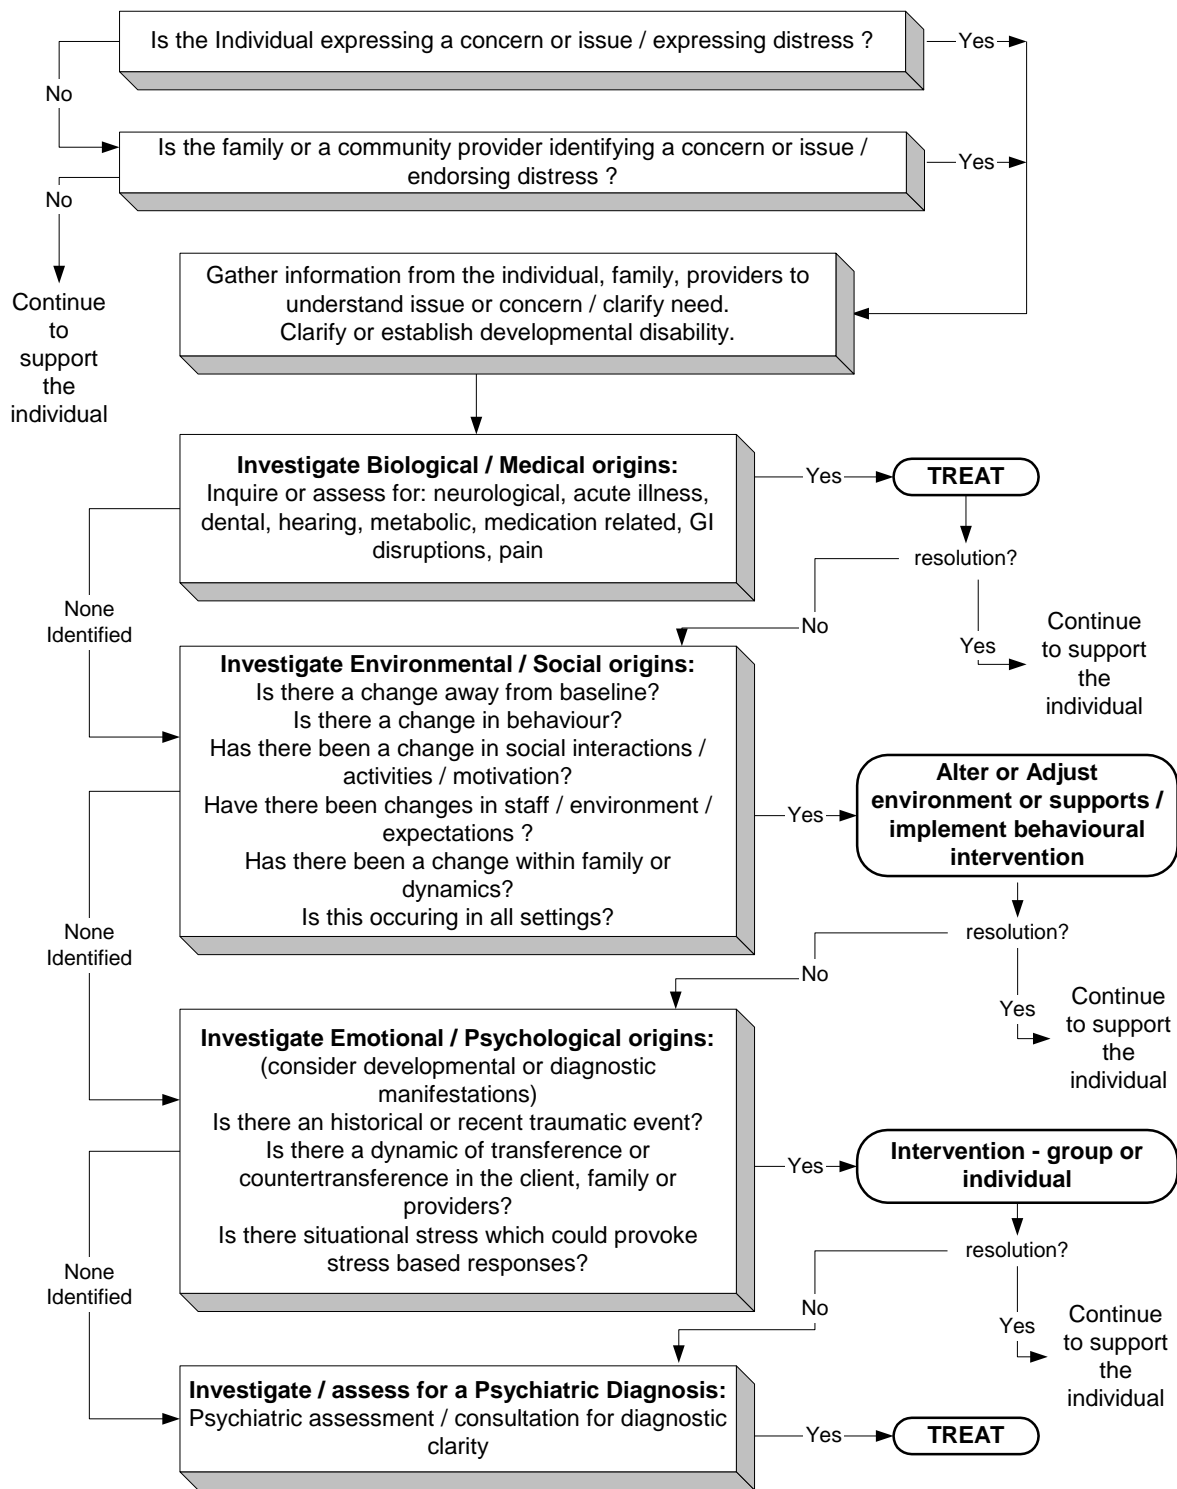 Is the Individual expressing a concern or issue / expressing distress ?
Yes
No
Is the family or a community provider identifying a concern or issue /
endorsing distress ?
Yes
No
Continue
to
support
the
individual
Gather information from the individual, family, providers to
understand issue or concern / clarify need.
Clarify or establish developmental disability.
Investigate Biological / Medical origins:
Inquire or assess for: neurological, acute illness,
dental, hearing, metabolic, medication related, GI
disruptions, pain
Yes
TREAT
resolution?
No
Yes
Continue
to support
the
individual
None
Identified
Investigate Environmental / Social origins:
Is there a change away from baseline?
Is there a change in behaviour?
Has there been a change in social interactions /
activities / motivation?
Have there been changes in staff / environment /
expectations ?
Has there been a change within family or
dynamics?
Is this occuring in all settings?
Yes
Alter or Adjust
environment or supports /
implement behavioural
intervention
resolution?
No
Yes
Continue
to support
the
individual
None
Identified
Investigate Emotional / Psychological origins:
(consider developmental or diagnostic
manifestations)
Is there an historical or recent traumatic event?
Is there a dynamic of transference or
countertransference in the client, family or
providers?
Is there situational stress which could provoke
stress based responses?
Yes
Intervention - group or
individual
resolution?
No
Yes
Continue
to support
the
individual
None
Identified
Investigate / assess for a Psychiatric Diagnosis:
Psychiatric assessment / consultation for diagnostic
clarity
Yes
TREAT